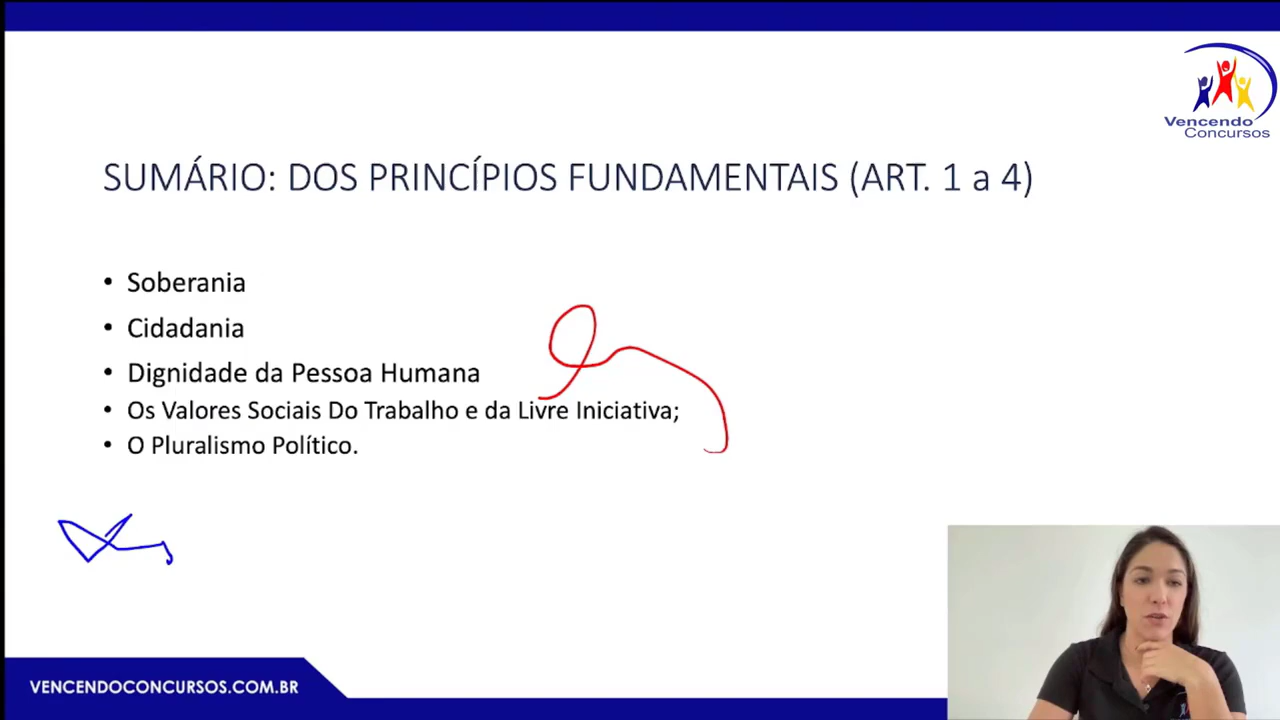 Vencendo
Concursos
SUMÁRIO: DOS PRINCÍPIOS FUNDAMENTAIS (ART. 1 a 4)
• Soberania
• Cidadania
• Dignidade da Pessoa Humana
• Os Valores Sociais Do Trabalho e da Livre Iniciativa;
• O Pluralismo Político.
VENCENDOCONCURSOS.COM.BR